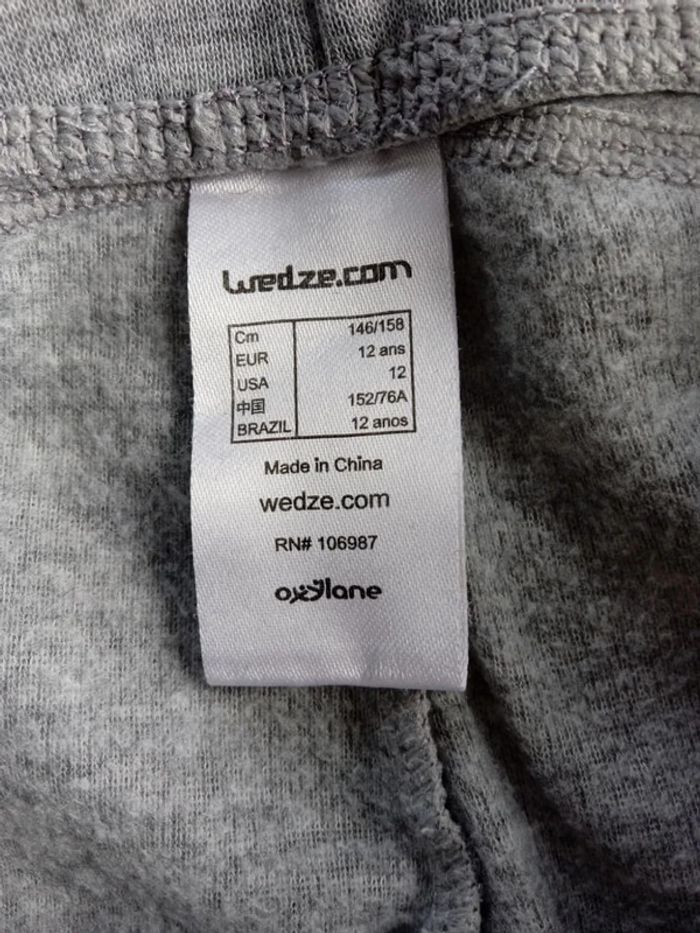 wedze.com
Cm 146/158
EUR 12 ans
USA 12
中国 152/76A
BRAZIL 12 anos
Made in China
wedze.com
RN# 106987
oxylane